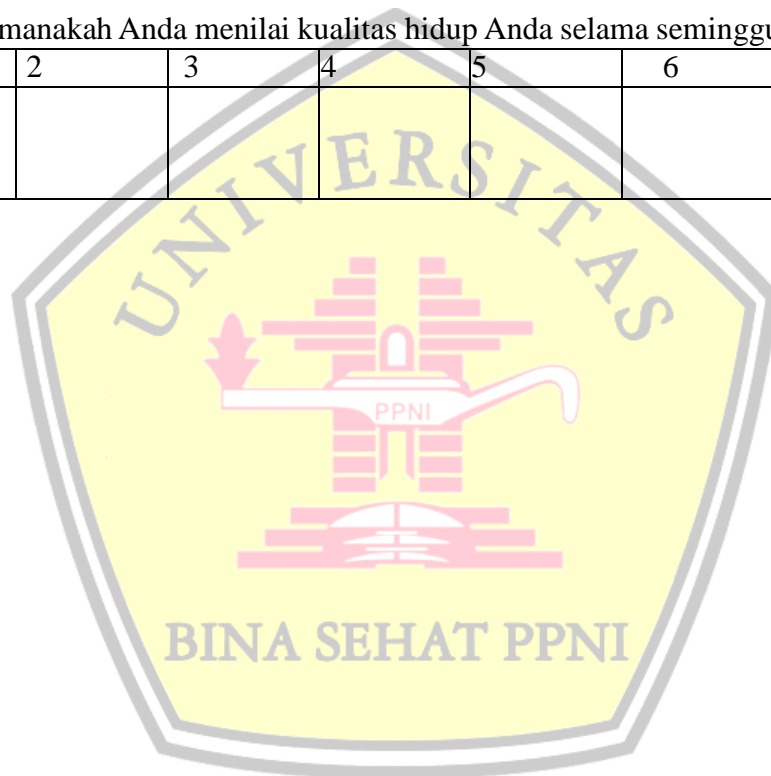 manakah Anda menilai kualitas hidup Anda selama seminggu
2 3 4 5 6
UNIVERSITAS
PPNI
BINA SEHAT PPNI